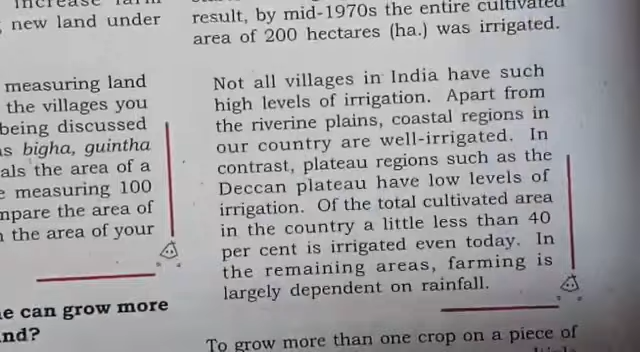 new land under
measuring land
the villages you
being discussed
bigha, guintha
als the area of a
measuring 100
mpare the area of
the area of your
e can grow more
nd?
result, by mid-1970s the entire cultivated
area of 200 hectares (ha.) was irrigated.
Not all villages in India have such
high levels of irrigation. Apart from
the riverine plains, coastal regions in
our country are well-irrigated. In
contrast, plateau regions such as the
Deccan plateau have low levels of
irrigation. Of the total cultivated area
in the country a little less than 40
per cent is irrigated even today. In
the remaining areas, farming is
largely dependent on rainfall.
To grow more than one crop on a piece of